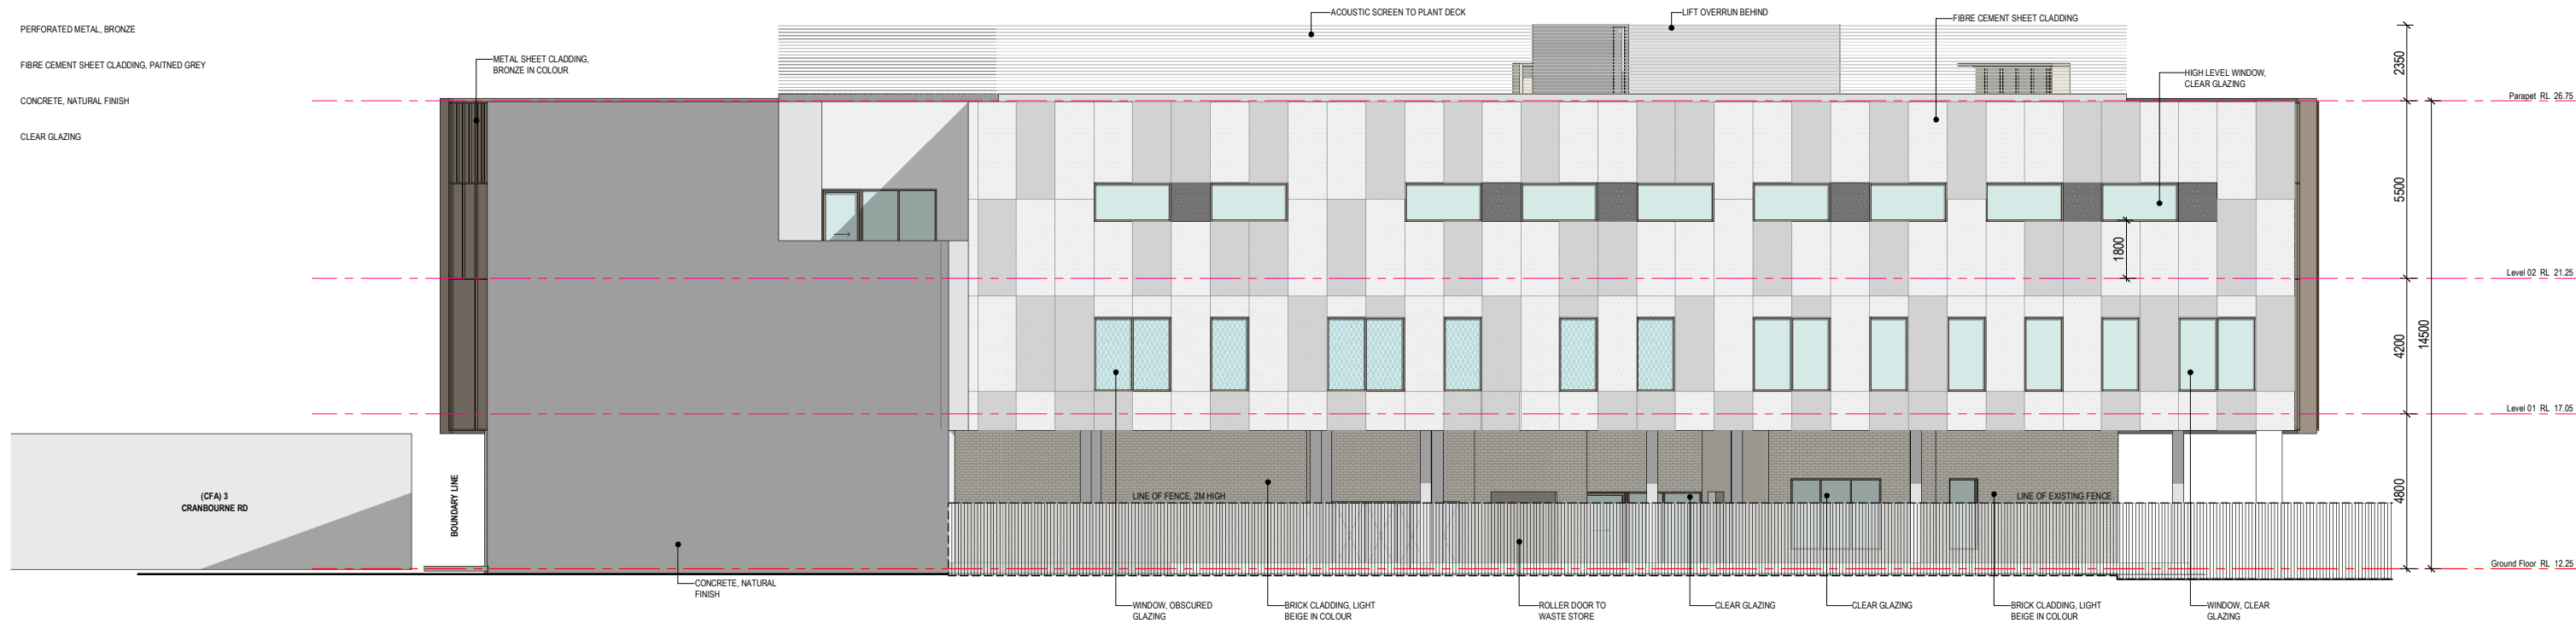 PERFORATED METAL, BRONZE
FIBRE CEMENT SHEET CLADDING, PAITNED GREY
CONCRETE, NATURAL FINISH
CLEAR GLAZING
METAL SHEET CLADDING,
BRONZE IN COLOUR
ACOUSTIC SCREEN TO PLANT DECK
LIFT OVERRUN BEHIND
FIBRE CEMENT SHEET CLADDING
HIGH LEVEL WINDOW,
CLEAR GLAZING
2350
Parapet RL 26.75
5500
1800
Level 02 RL 21.25
4200
14500
Level 01 RL 17.05
4800
Ground Floor RL 12.25
(CFA) 3
CRANBOURNE RD
BOUNDARY LINE
LINE OF FENCE, 2M HIGH
LINE OF EXISTING FENCE
CONCRETE, NATURAL
FINISH
WINDOW, OBSCURED
GLAZING
BRICK CLADDING, LIGHT
BEIGE IN COLOUR
ROLLER DOOR TO
WASTE STORE
CLEAR GLAZING
CLEAR GLAZING
BRICK CLADDING, LIGHT
BEIGE IN COLOUR
WINDOW, CLEAR
GLAZING